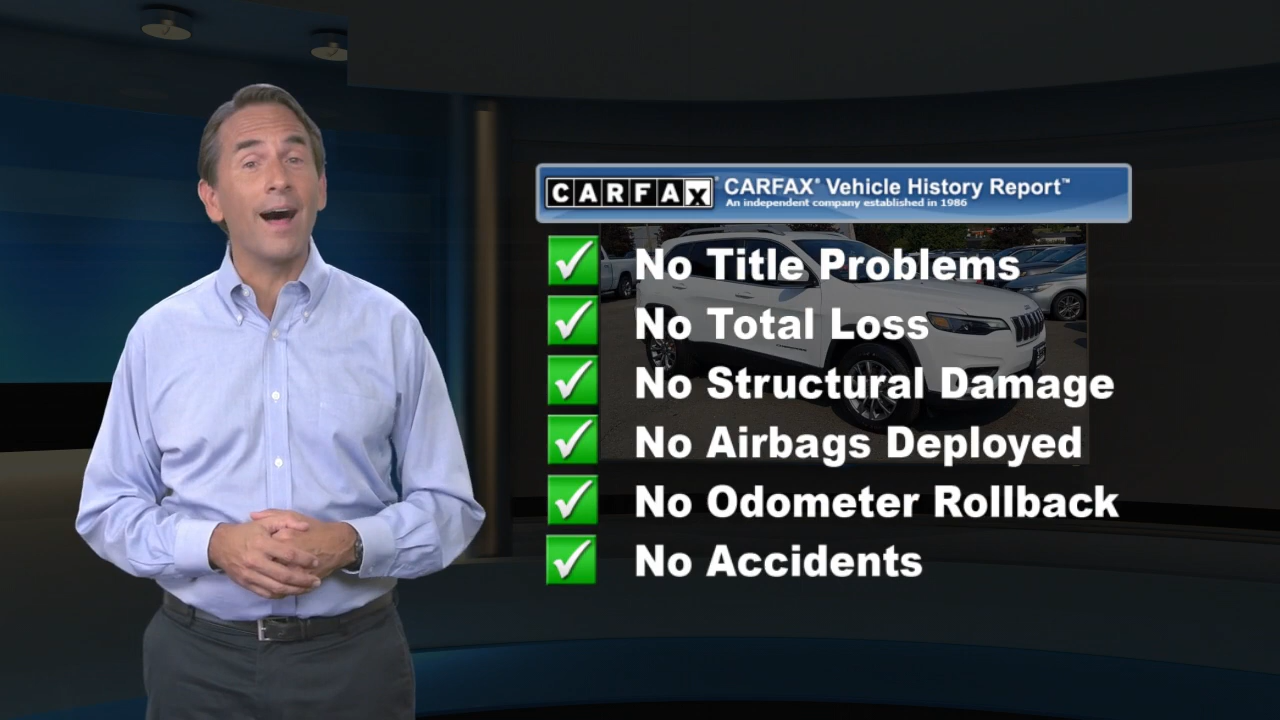 CARFAX® CARFAX® Vehicle History Report™
An independent company established in 1986
No Title Problems
No Total Loss
No Structural Damage
No Airbags Deployed
No Odometer Rollback
No Accidents